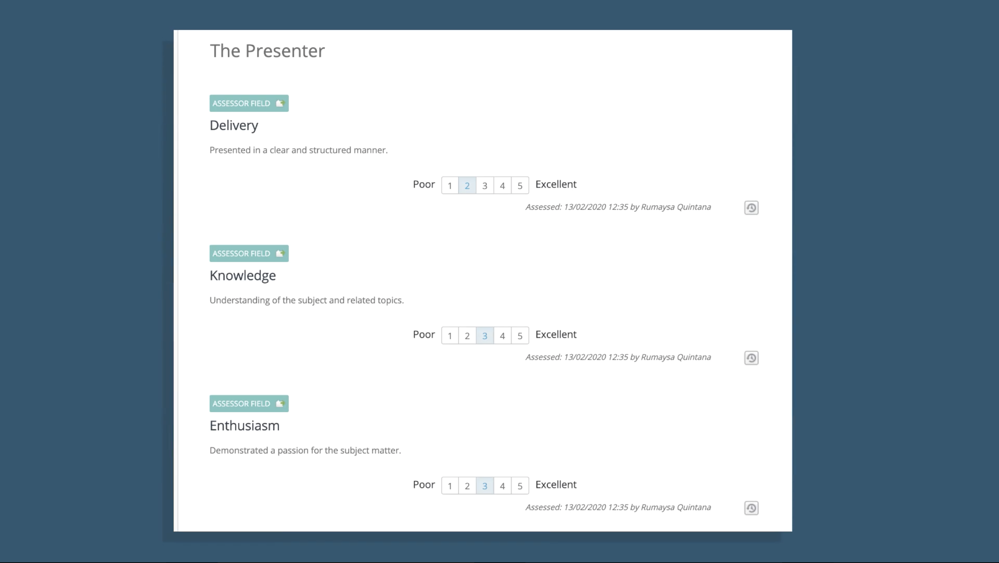 The Presenter
ASSESSOR FIELD
Delivery
Presented in a clear and structured manner.
Poor 1 2 3 4 5 Excellent
Assessed: 13/02/2020 12:35 by Rumaysa Quintana
ASSESSOR FIELD
Knowledge
Understanding of the subject and related topics.
Poor 1 2 3 4 5 Excellent
Assessed: 13/02/2020 12:35 by Rumaysa Quintana
ASSESSOR FIELD
Enthusiasm
Demonstrated a passion for the subject matter.
Poor 1 2 3 4 5 Excellent
Assessed: 13/02/2020 12:35 by Rumaysa Quintana